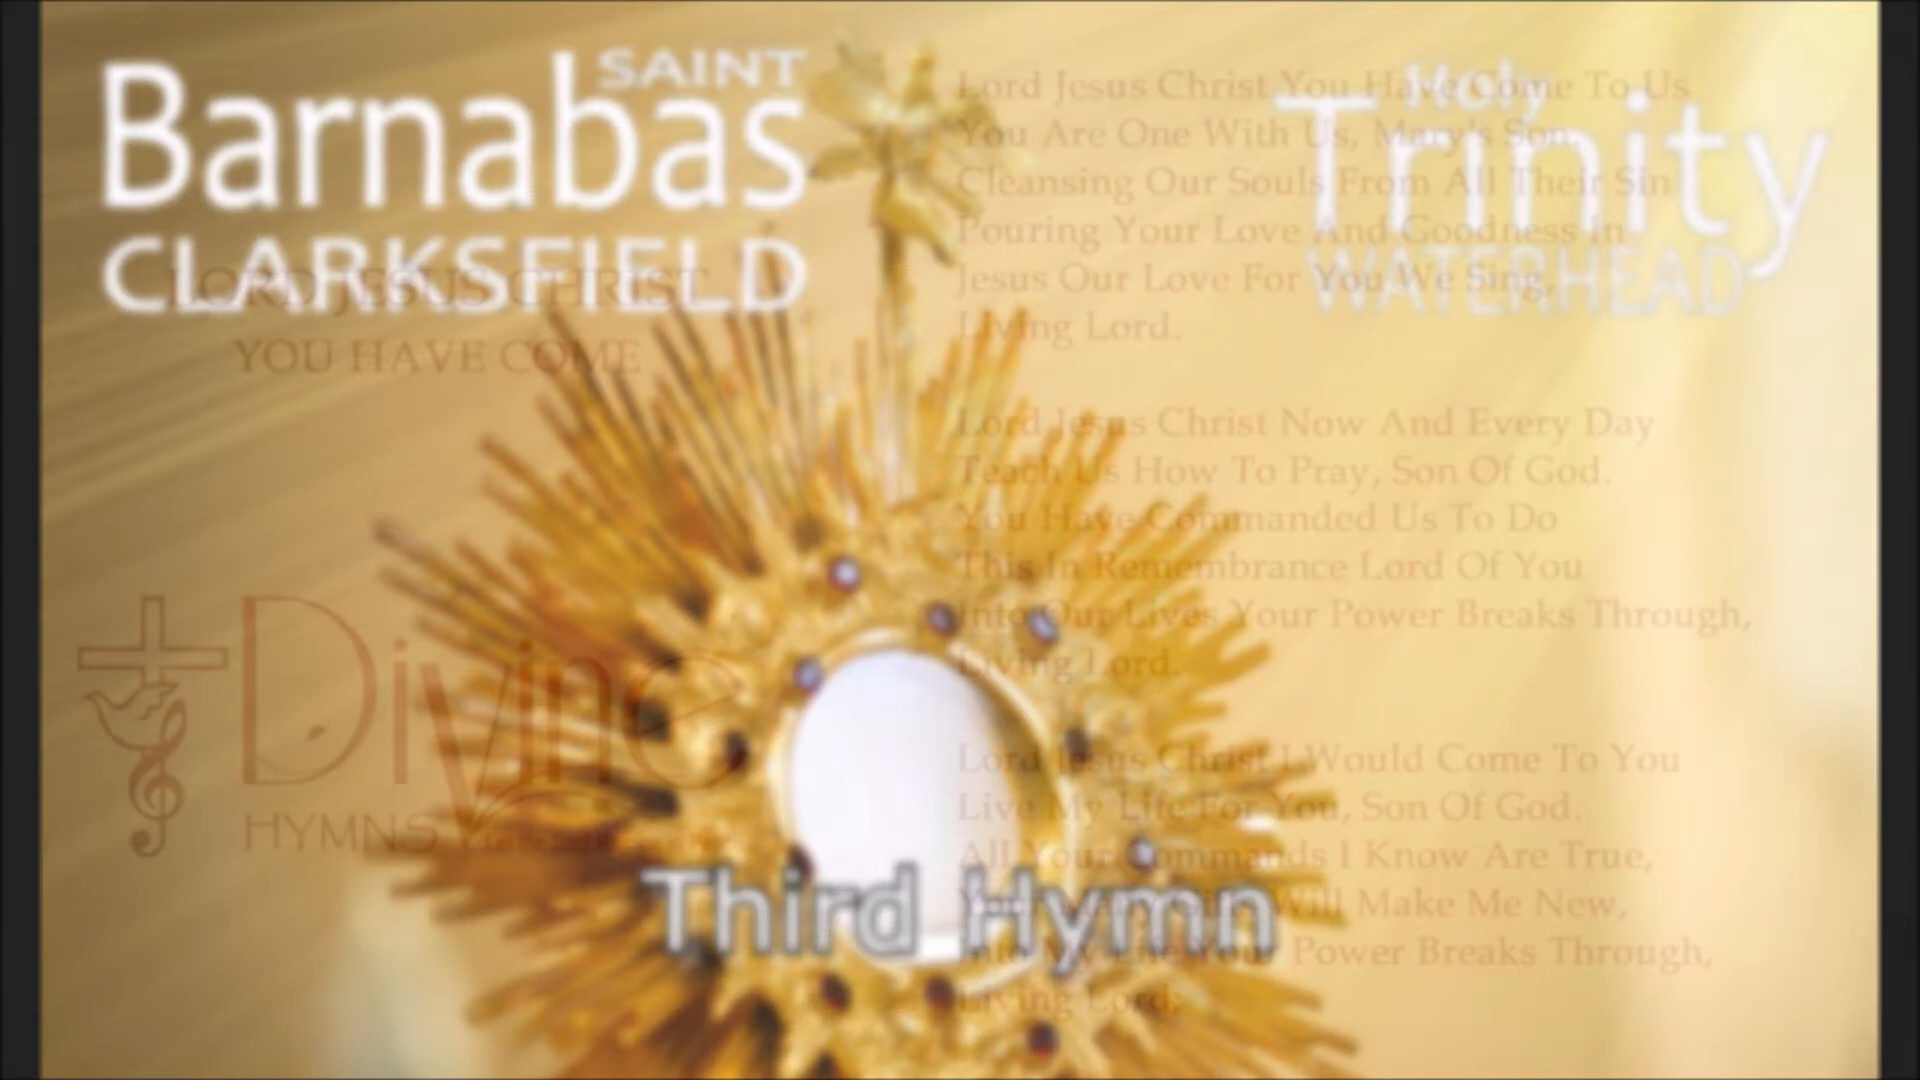 SAINT
Barnabas
CLARKSFIELD
Holy
Trinity
WATERHEAD
LORD JESUS CHRIST
YOU HAVE COME
Divine
HYMNS
Lord Jesus Christ You Have Come To Us
You Are One With Us, Mary's Son,
Cleansing Our Souls From All Their Sin
Pouring Your Love And Goodness In
Jesus Our Love For You We Sing,
Living Lord.
Lord Jesus Christ Now And Every Day
Teach Us How To Pray, Son Of God.
You Have Commanded Us To Do
This In Remembrance Lord Of You
Into Our Lives Your Power Breaks Through,
Living Lord.
Lord Jesus Christ I Would Come To You
Live My Life For You, Son Of God.
All Your Commands I Know Are True,
Will Make Me New,
Into My Life Your Power Breaks Through,
Living Lord.
Third Hymn